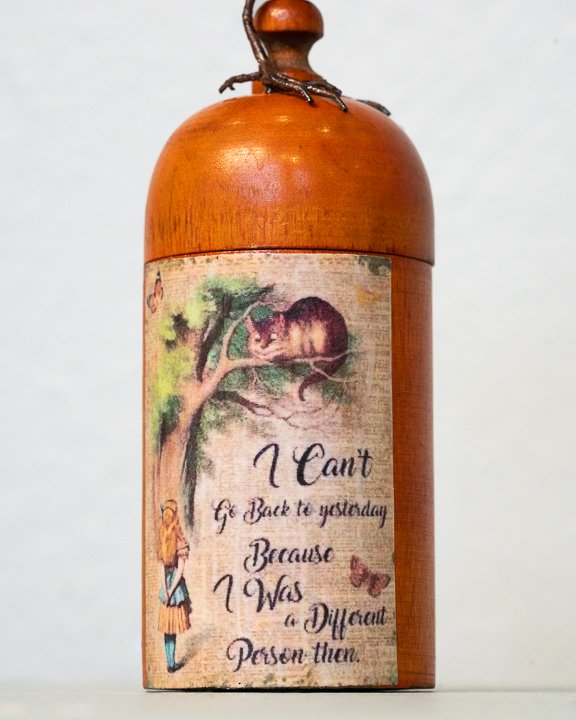 I Can't
Go Back to yesterday
Because
I Was
a Different
Person then.